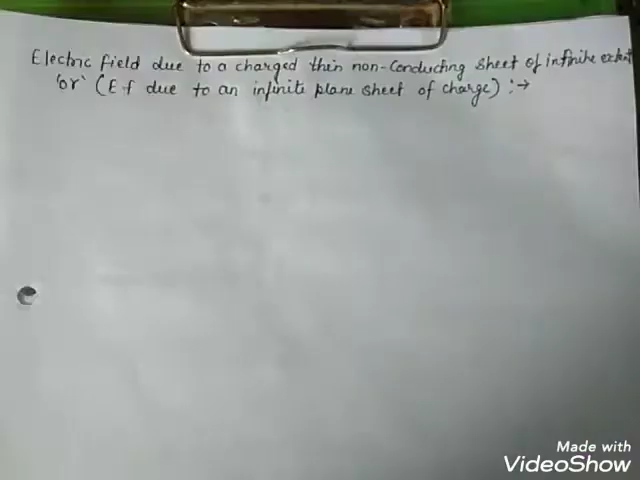 Electric field due to a charged thin non-Conducting sheet of infinite extent
'or' (E.f due to an infinite plane sheet of charge) :→
Made with
VideoShow